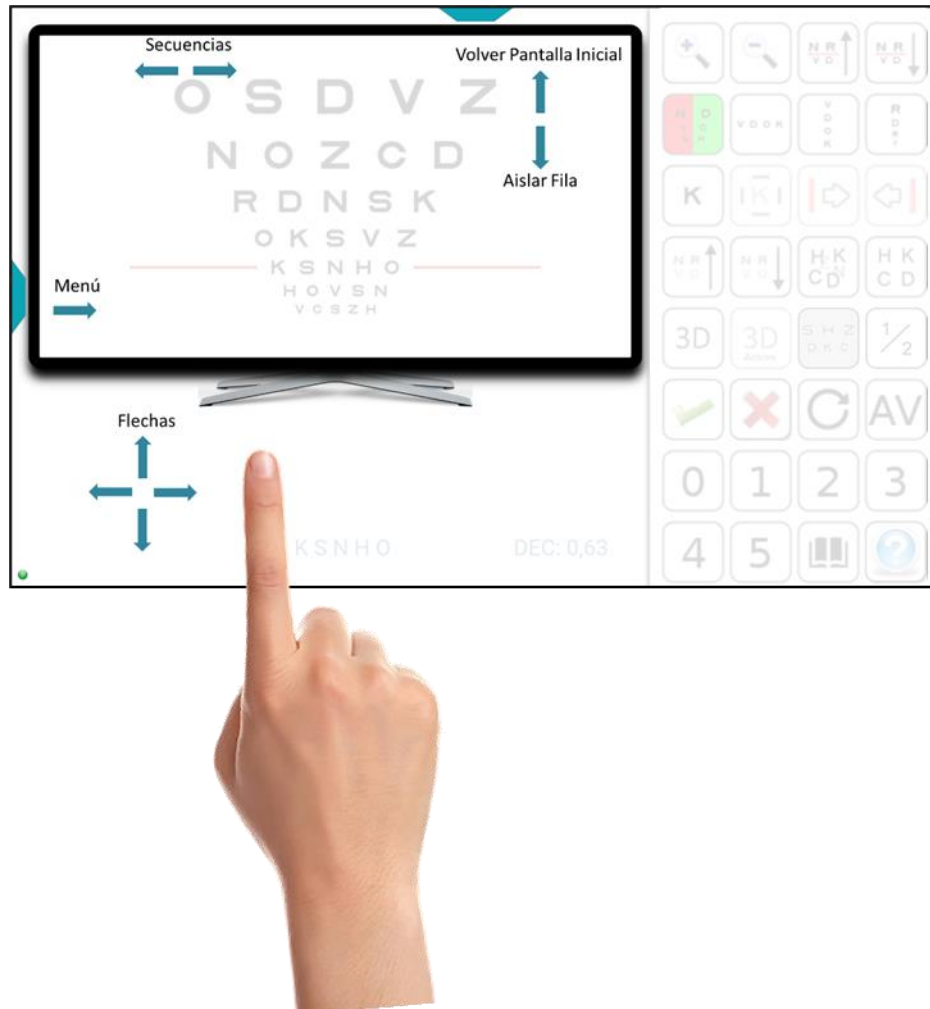 Secuencias
Volver Pantalla Inicial
O S D V Z
N O Z C D
Aislar Fila
R D N S K
O K S V Z
K S N H O
Menú
H O V S N
V C S Z H
Flechas
K S N H O
DEC: 0,63
N R
V D
N R
V D
V D O R
V
D
O
K
K
K
N R
V D
N R
V D
H K
C D N
H K
C D
3D
3D
S H Z
D K C
1/2
AV
0
1
2
3
4
5
?